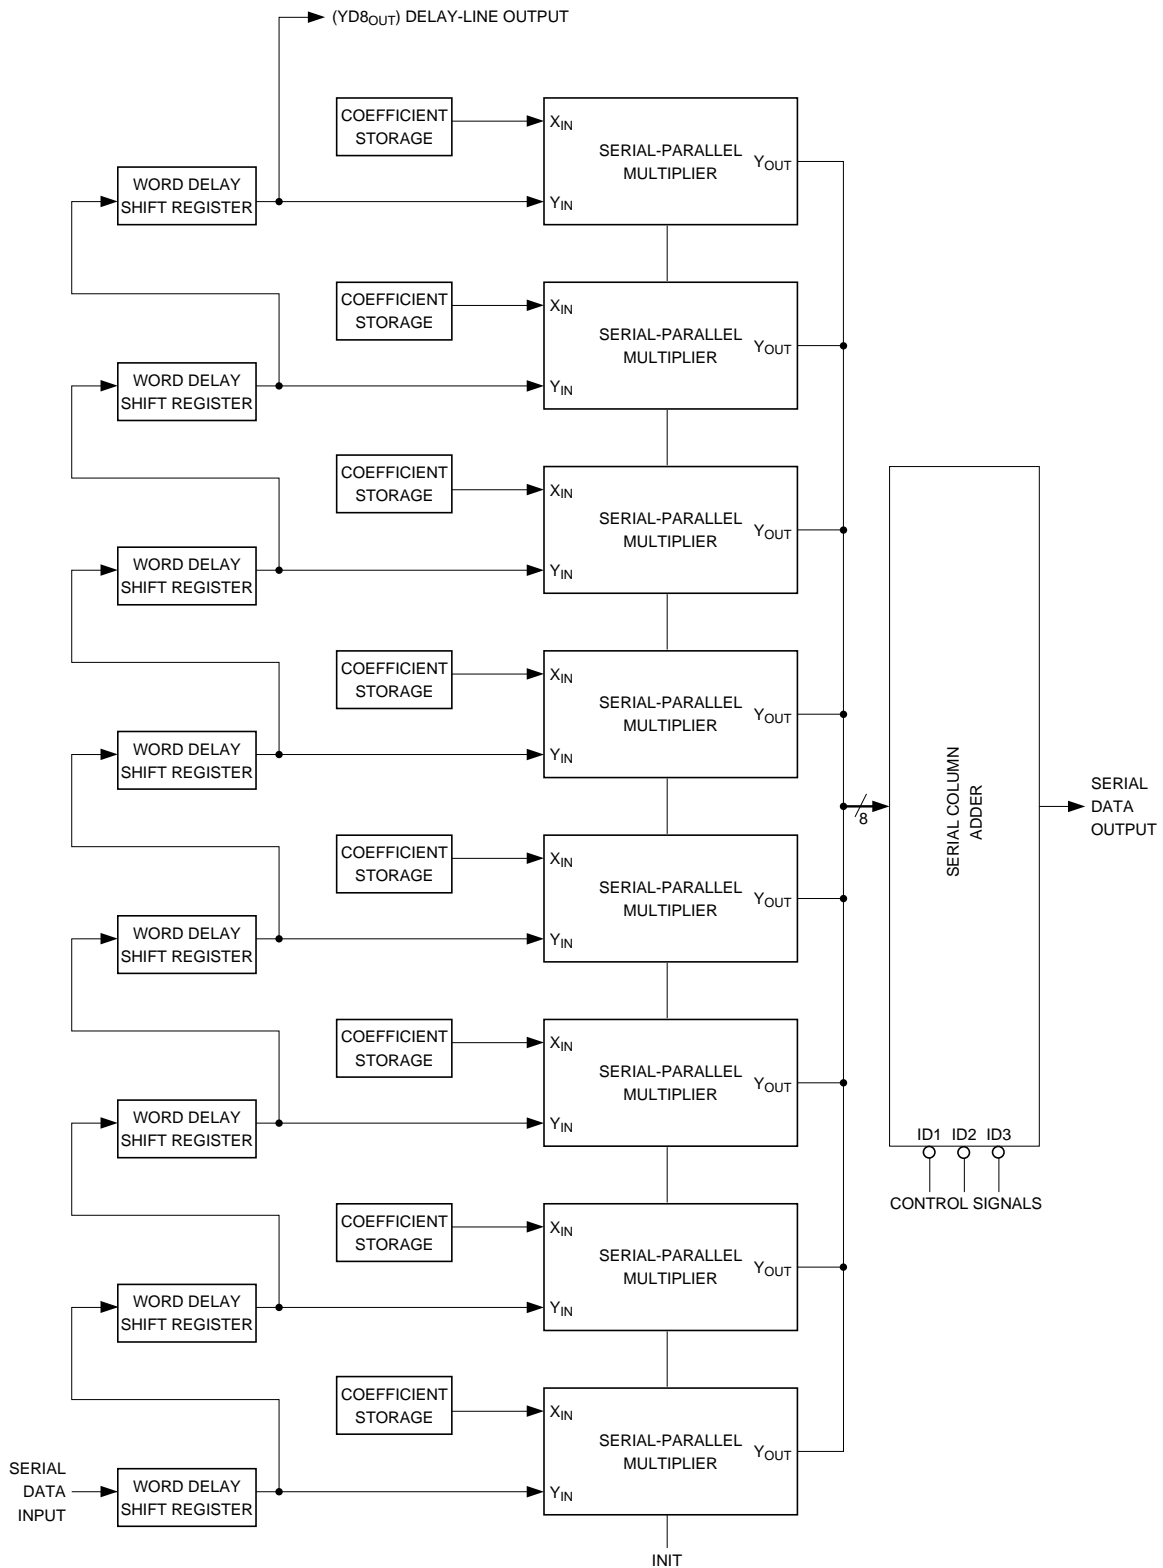 (YD8OUT) DELAY-LINE OUTPUT
COEFFICIENT
STORAGE
XIN
SERIAL-PARALLEL
MULTIPLIER
YOUT
WORD DELAY
SHIFT REGISTER
YIN
COEFFICIENT
STORAGE
XIN
SERIAL-PARALLEL
MULTIPLIER
YOUT
WORD DELAY
SHIFT REGISTER
YIN
COEFFICIENT
STORAGE
XIN
SERIAL-PARALLEL
MULTIPLIER
YOUT
WORD DELAY
SHIFT REGISTER
YIN
COEFFICIENT
STORAGE
XIN
SERIAL-PARALLEL
MULTIPLIER
YOUT
WORD DELAY
SHIFT REGISTER
YIN
COEFFICIENT
STORAGE
XIN
SERIAL-PARALLEL
MULTIPLIER
YOUT
WORD DELAY
SHIFT REGISTER
YIN
COEFFICIENT
STORAGE
XIN
SERIAL-PARALLEL
MULTIPLIER
YOUT
WORD DELAY
SHIFT REGISTER
YIN
COEFFICIENT
STORAGE
XIN
SERIAL-PARALLEL
MULTIPLIER
YOUT
WORD DELAY
SHIFT REGISTER
YIN
COEFFICIENT
STORAGE
XIN
SERIAL-PARALLEL
MULTIPLIER
YOUT
SERIAL
DATA
INPUT
WORD DELAY
SHIFT REGISTER
YIN
INIT
8
SERIAL COLUMN
ADDER
SERIAL
DATA
OUTPUT
ID1 ID2 ID3
CONTROL SIGNALS